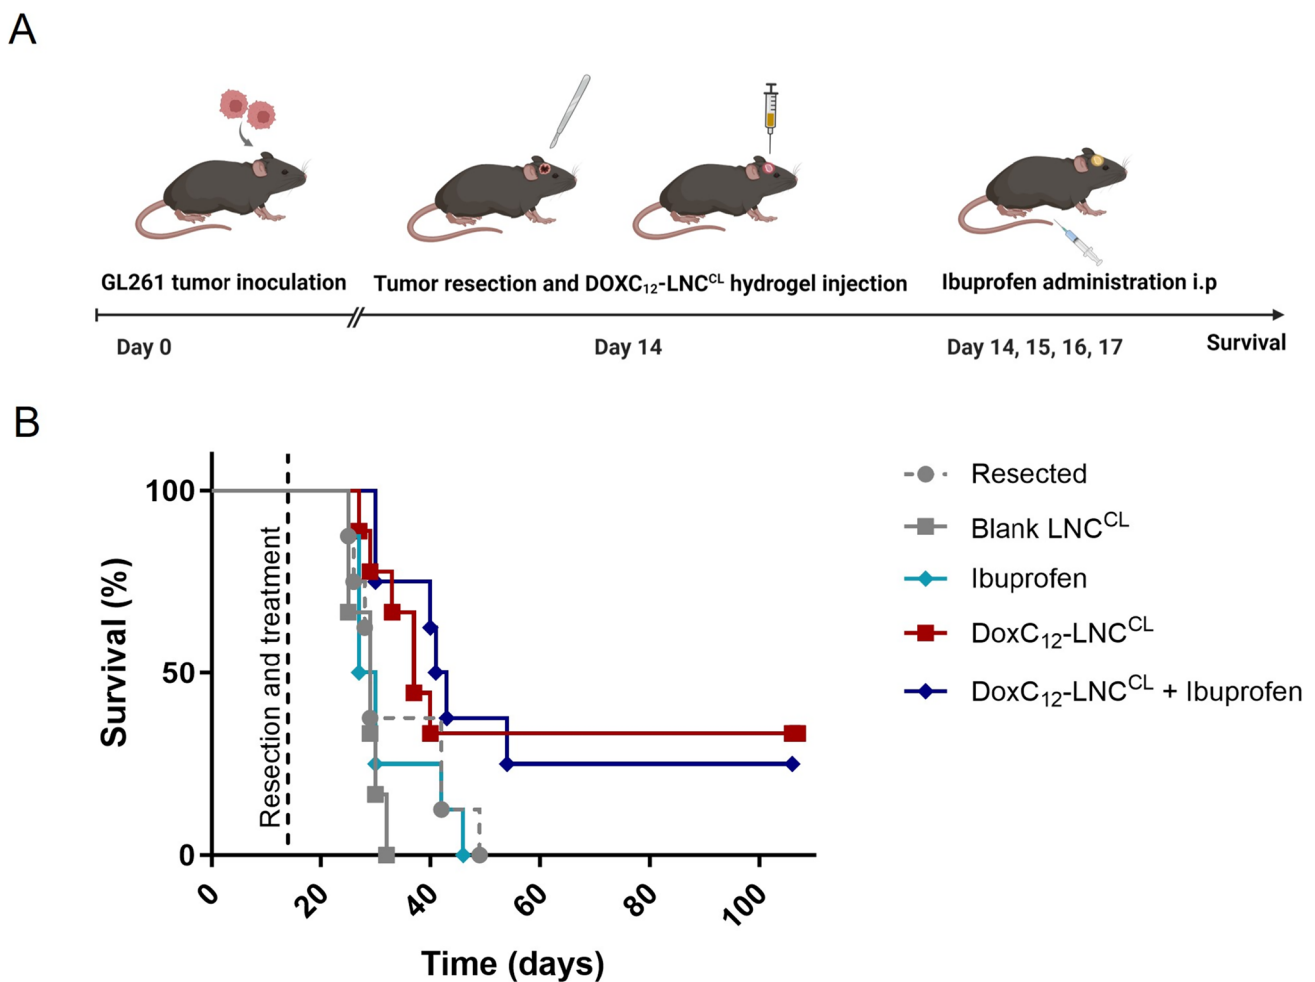 A
GL261 tumor inoculation
Tumor resection and DOXC₁₂-LNCᶜᴸ hydrogel injection
Ibuprofen administration i.p
Day 0
Day 14
Day 14, 15, 16, 17
Survival
B
Survival (%)
100
50
0
Resection and treatment
0
20
40
60
80
100
Time (days)
Resected
Blank LNCᶜᴸ
Ibuprofen
DoxC₁₂-LNCᶜᴸ
DoxC₁₂-LNCᶜᴸ + Ibuprofen